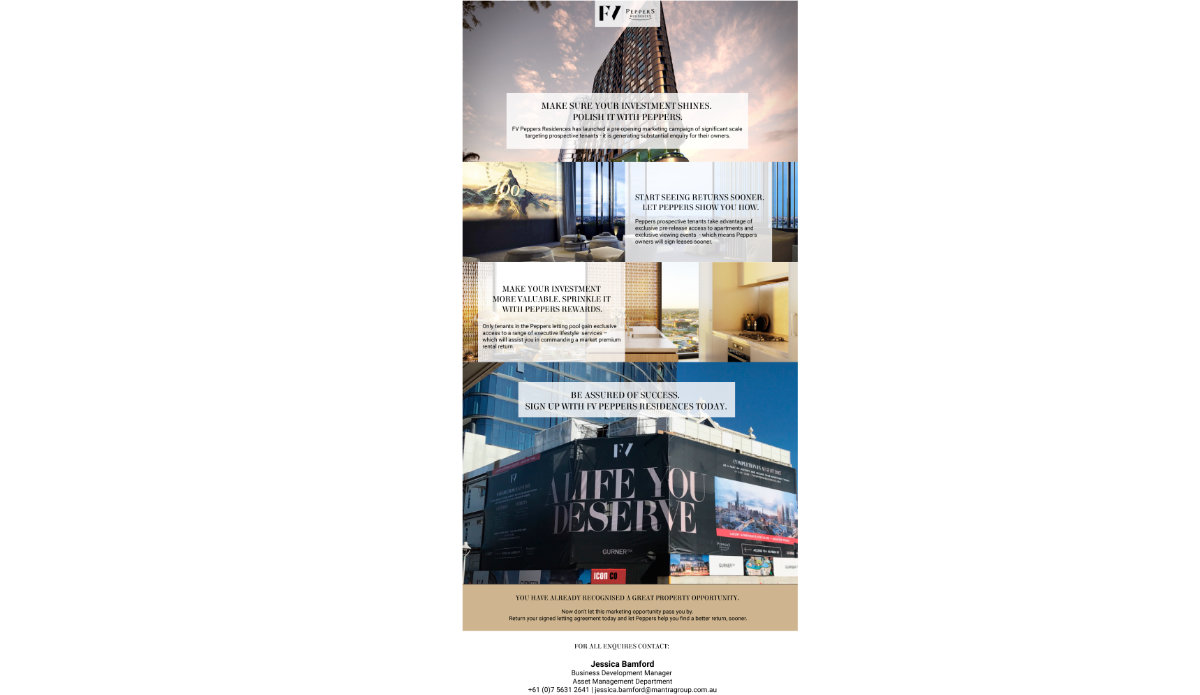 FV PEPPERS
MAKE SURE YOUR INVESTMENT SHINES.
POLISH IT WITH PEPPERS.
FV Peppers Residences has launched a pre-opening marketing campaign of significant scale
targeting prospective tenants - it is generating substantial enquiry for their owners.
100
START SEEING RETURNS SOONER.
LET PEPPERS SHOW YOU HOW.
Peppers prospective tenants take advantage of
exclusive pre-release access to apartments and
exclusive viewing events - which means Peppers
owners will sign leases sooner.
MAKE YOUR INVESTMENT
MORE VALUABLE. SPRINKLE IT
WITH PEPPERS REWARDS.
Only tenants in the Peppers letting pool gain exclusive
access to a range of executive lifestyle services –
which will assist you in commanding a market premium
rental return.
BE ASSURED OF SUCCESS.
SIGN UP WITH FV PEPPERS RESIDENCES TODAY.
FV
A LIFE YOU
DESERVE
GURNER™
GURNER™
ICON CO
YOU HAVE ALREADY RECOGNISED A GREAT PROPERTY OPPORTUNITY.
Now don't let this marketing opportunity pass you by.
Return your signed letting agreement today and let Peppers help you find a better return, sooner.
FOR ALL ENQUIRES CONTACT:
Jessica Bamford
Business Development Manager
Asset Management Department
+61 (0)7 5631 2641 | jessica.bamford@mantragroup.com.au